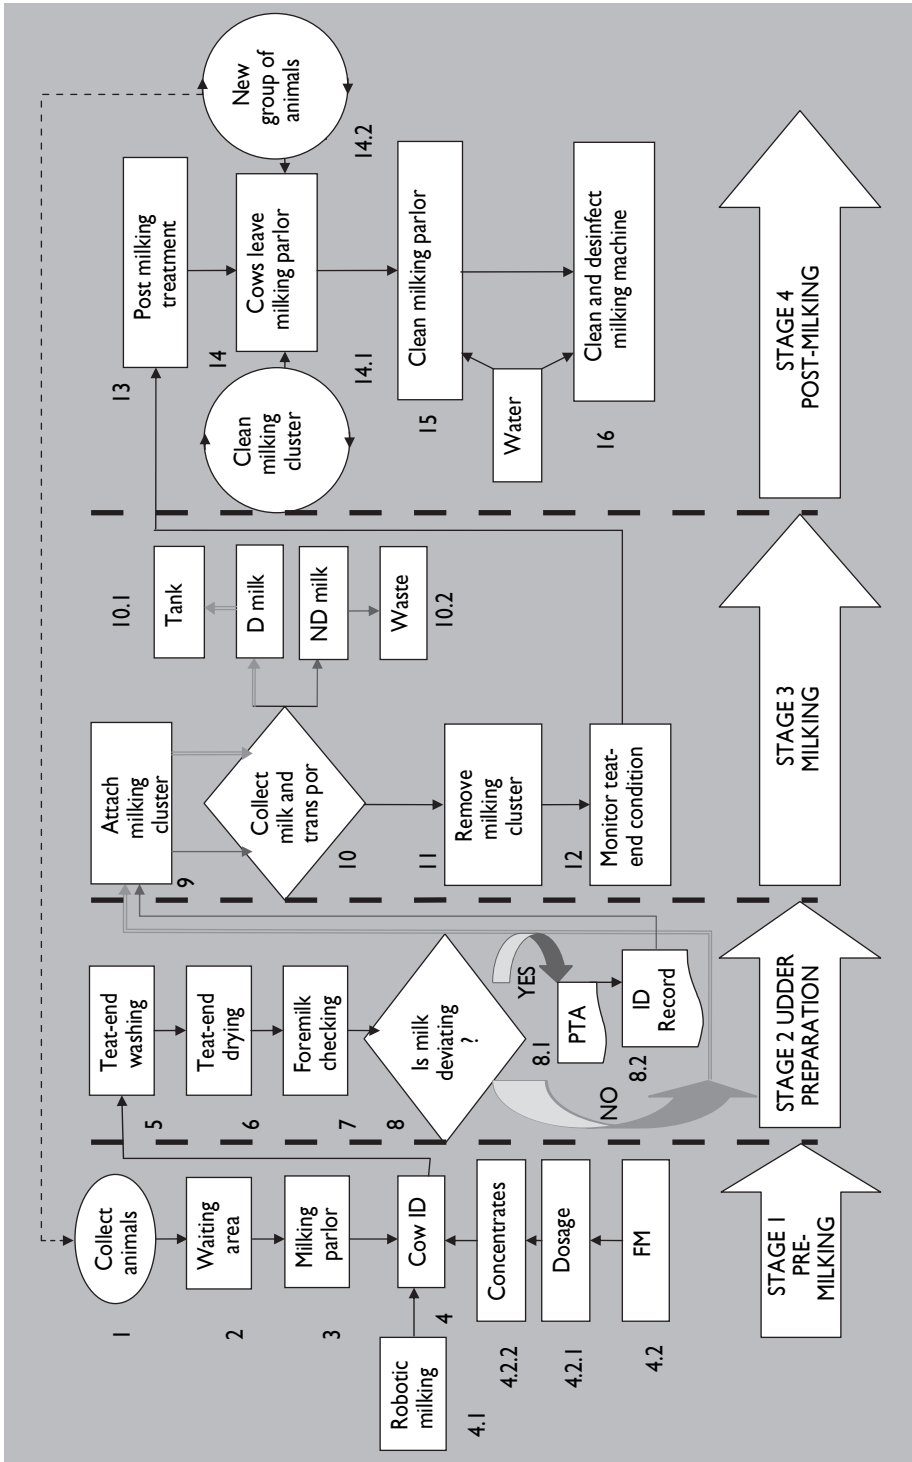 1
Collect
animals
2
Waiting
area
3
Milking
parlor
4
Cow ID
4.1
Robotic
milking
4.2.2
Concentrates
4.2.1
Dosage
4.2
FM
STAGE 1
PRE-
MILKING
5
Teat-end
washing
6
Teat-end
drying
7
Foremilk
checking
8
Is milk
deviating
?
YES
NO
8.1
PTA
8.2
ID
Record
STAGE 2 UDDER
PREPARATION
9
Attach
milking
cluster
10
Collect
milk and
trans por
10.1
Tank
D milk
ND milk
Waste
10.2
11
Remove
milking
cluster
12
Monitor teat-
end condition
STAGE 3
MILKING
13
Post milking
treatment
14
Cows leave
milking parlor
Clean
milking
cluster
14.1
New
group of
animals
14.2
15
Clean milking parlor
Water
16
Clean and desinfect
milking machine
STAGE 4
POST-MILKING